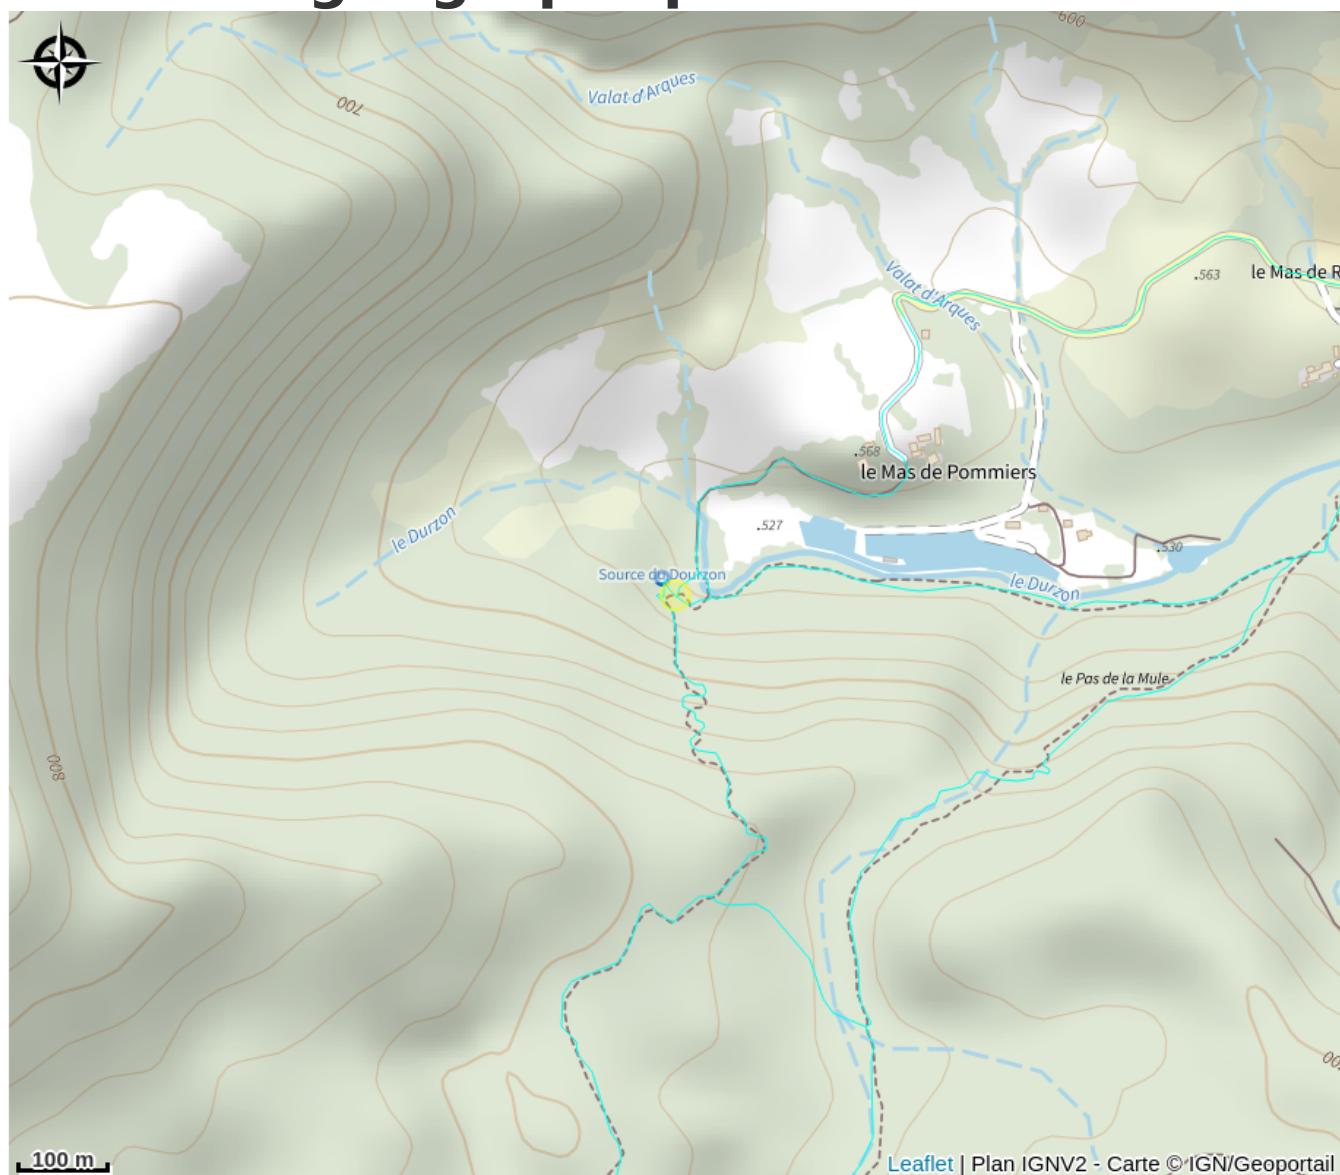 600
700
Valat d'Arques
Valat d'Arques
.563
le Mas de R
.568
le Mas de Pommiers
le Durzon
.527
.530
Source du Dourzon
le Durzon
le Pas de la Mule
800
100 m
Leaflet | Plan IGNV2 - Carte © IGN/Geoportail